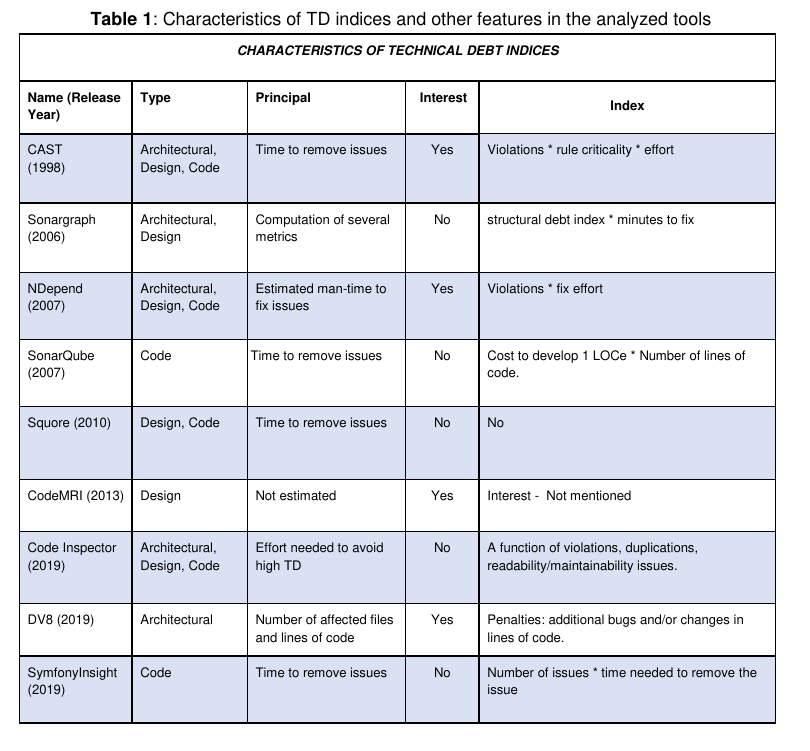 Table 1: Characteristics of TD indices and other features in the analyzed tools
CHARACTERISTICS OF TECHNICAL DEBT INDICES
Name (Release Year) Type Principal Interest Index
CAST (1998) Architectural, Design, Code Time to remove issues Yes Violations * rule criticality * effort
Sonargraph (2006) Architectural, Design Computation of several metrics No structural debt index * minutes to fix
NDepend (2007) Architectural, Design, Code Estimated man-time to fix issues Yes Violations * fix effort
SonarQube (2007) Code Time to remove issues No Cost to develop 1 LOCe * Number of lines of code.
Squore (2010) Design, Code Time to remove issues No No
CodeMRI (2013) Design Not estimated Yes Interest - Not mentioned
Code Inspector (2019) Architectural, Design, Code Effort needed to avoid high TD No A function of violations, duplications, readability/maintainability issues.
DV8 (2019) Architectural Number of affected files and lines of code Yes Penalties: additional bugs and/or changes in lines of code.
SymfonyInsight (2019) Code Time to remove issues No Number of issues * time needed to remove the issue